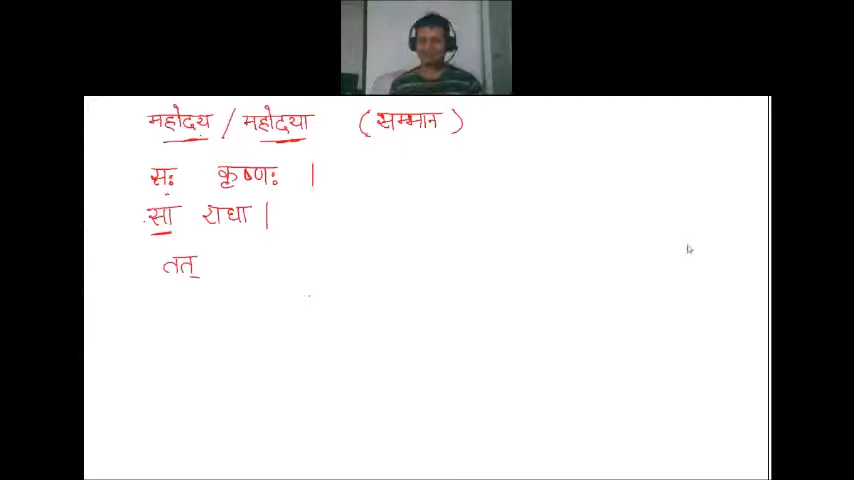 महोदय / महोदया (सम्मान)
सः कृष्णः |
सा राधा |
तत्